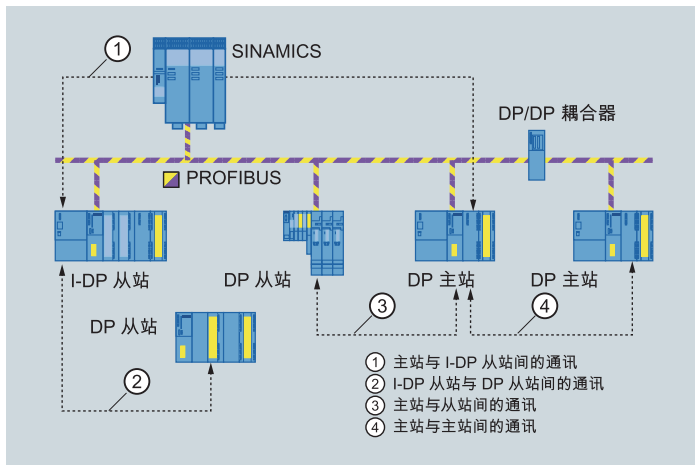 ① SINAMICS
DP/DP 耦合器
PROFIBUS
I-DP 从站
DP 从站
DP 主站
DP 主站
③
④
DP 从站
②
① 主站与 I-DP 从站间的通讯
② I-DP 从站与 DP 从站间的通讯
③ 主站与从站间的通讯
④ 主站与主站间的通讯